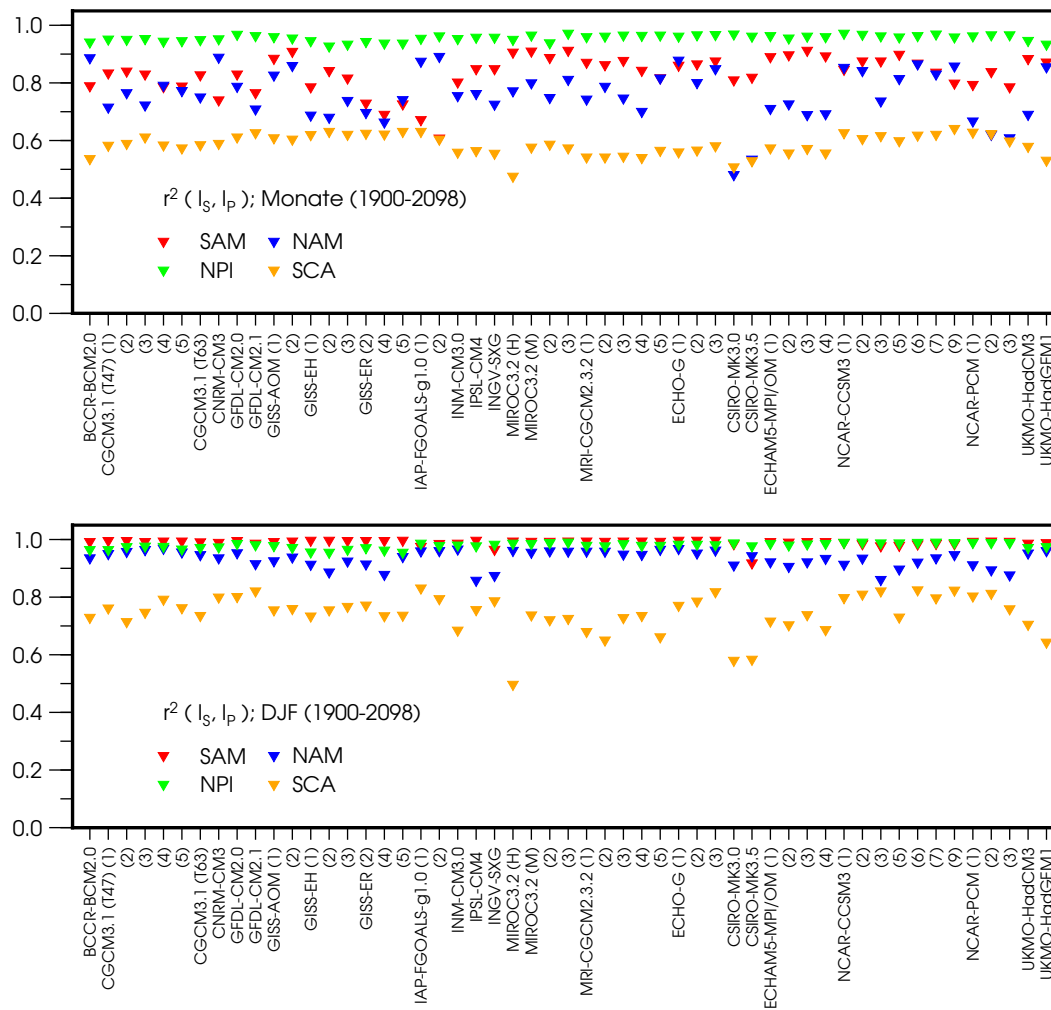 1.0
0.8
0.6
0.4
0.2
0.0
r² ( I_S, I_P ); Monate (1900-2098)
SAM NAM
NPI SCA
BCCR-BCM2.0
CGCM3.1 (T47) (1)
(2)
(3)
(4)
(5)
CGCM3.1 (T63)
CNRM-CM3
GFDL-CM2.0
GFDL-CM2.1
GISS-AOM (1)
(2)
GISS-EH (1)
(2)
(3)
GISS-ER (2)
(4)
(5)
IAP-FGOALS-g1.0 (1)
(2)
INM-CM3.0
IPSL-CM4
INGV-SXG
MIROC3.2 (H)
MIROC3.2 (M)
(2)
(3)
MRI-CGCM2.3.2 (1)
(2)
(3)
(4)
(5)
ECHO-G (1)
(2)
(3)
CSIRO-MK3.0
CSIRO-MK3.5
ECHAM5-MPI/OM (1)
(2)
(3)
(4)
NCAR-CCSM3 (1)
(2)
(3)
(5)
(6)
(7)
(9)
NCAR-PCM (1)
(2)
(3)
UKMO-HadCM3
UKMO-HadGEM1
1.0
0.8
0.6
0.4
0.2
0.0
r² ( I_S, I_P ); DJF (1900-2098)
SAM NAM
NPI SCA
BCCR-BCM2.0
CGCM3.1 (T47) (1)
(2)
(3)
(4)
(5)
CGCM3.1 (T63)
CNRM-CM3
GFDL-CM2.0
GFDL-CM2.1
GISS-AOM (1)
(2)
GISS-EH (1)
(2)
(3)
GISS-ER (2)
(4)
(5)
IAP-FGOALS-g1.0 (1)
(2)
INM-CM3.0
IPSL-CM4
INGV-SXG
MIROC3.2 (H)
MIROC3.2 (M)
(2)
(3)
MRI-CGCM2.3.2 (1)
(2)
(3)
(4)
(5)
ECHO-G (1)
(2)
(3)
CSIRO-MK3.0
CSIRO-MK3.5
ECHAM5-MPI/OM (1)
(2)
(3)
(4)
NCAR-CCSM3 (1)
(2)
(3)
(5)
(6)
(7)
(9)
NCAR-PCM (1)
(2)
(3)
UKMO-HadCM3
UKMO-HadGEM1